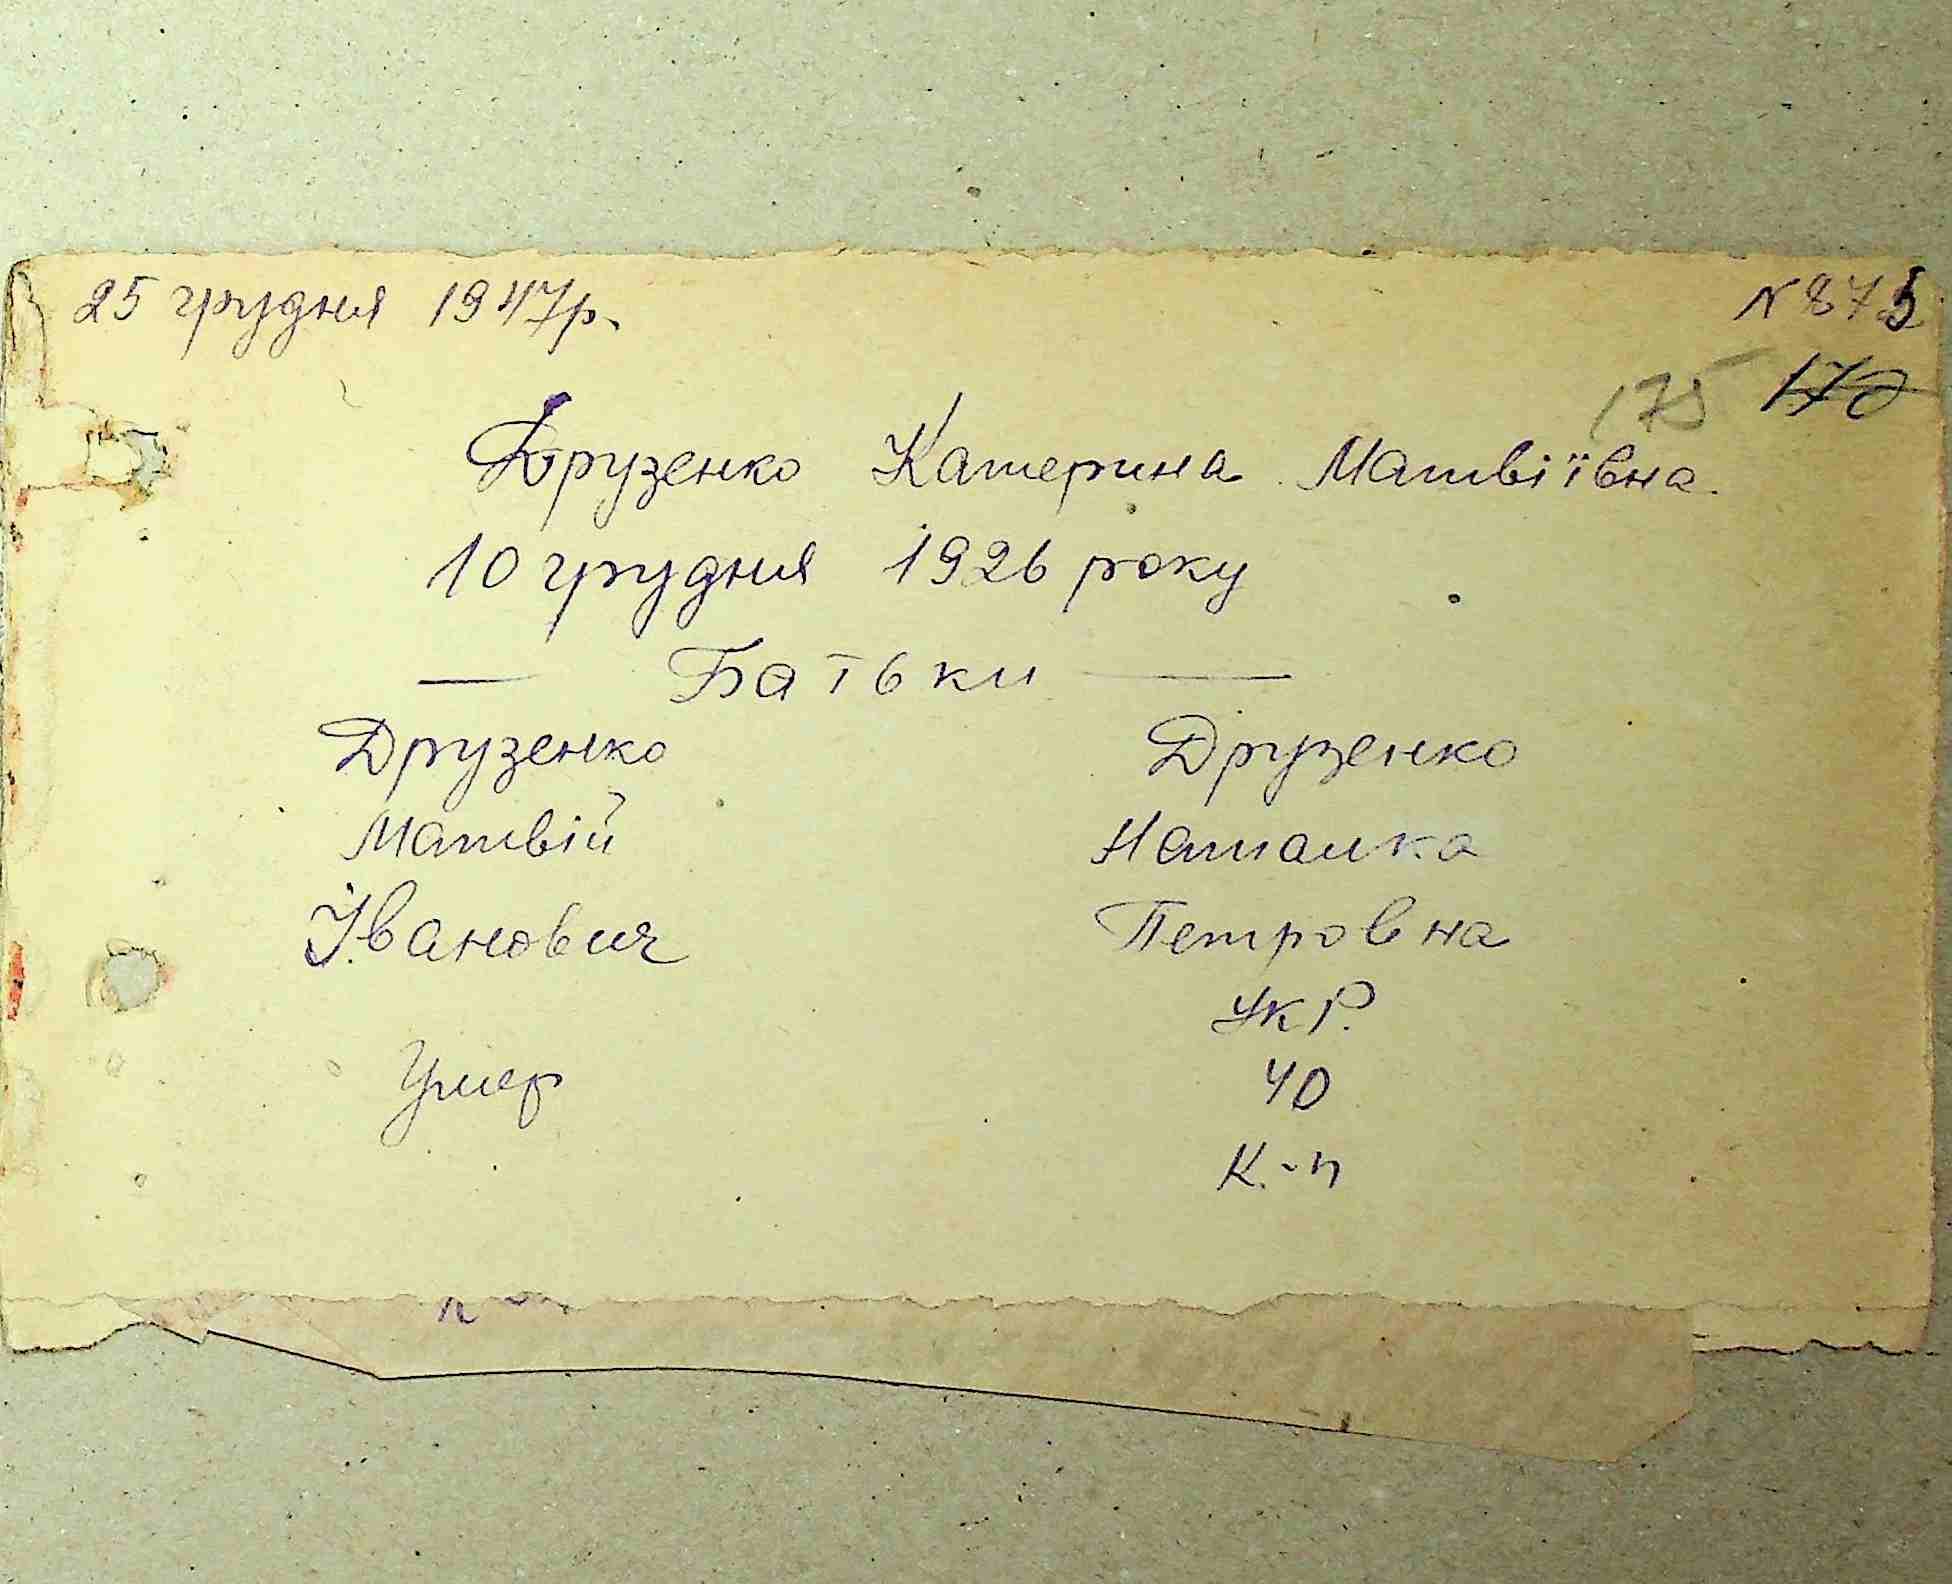 25 грудня 1947р.
N 875
175 170
Друзенко Катерина Матвіївна.
10 грудня 1926 року
— Батьки —
Друзенко Друзенко
Матвій Наталка
Іванович Петровна
Укр.
Умер 40
К.-п